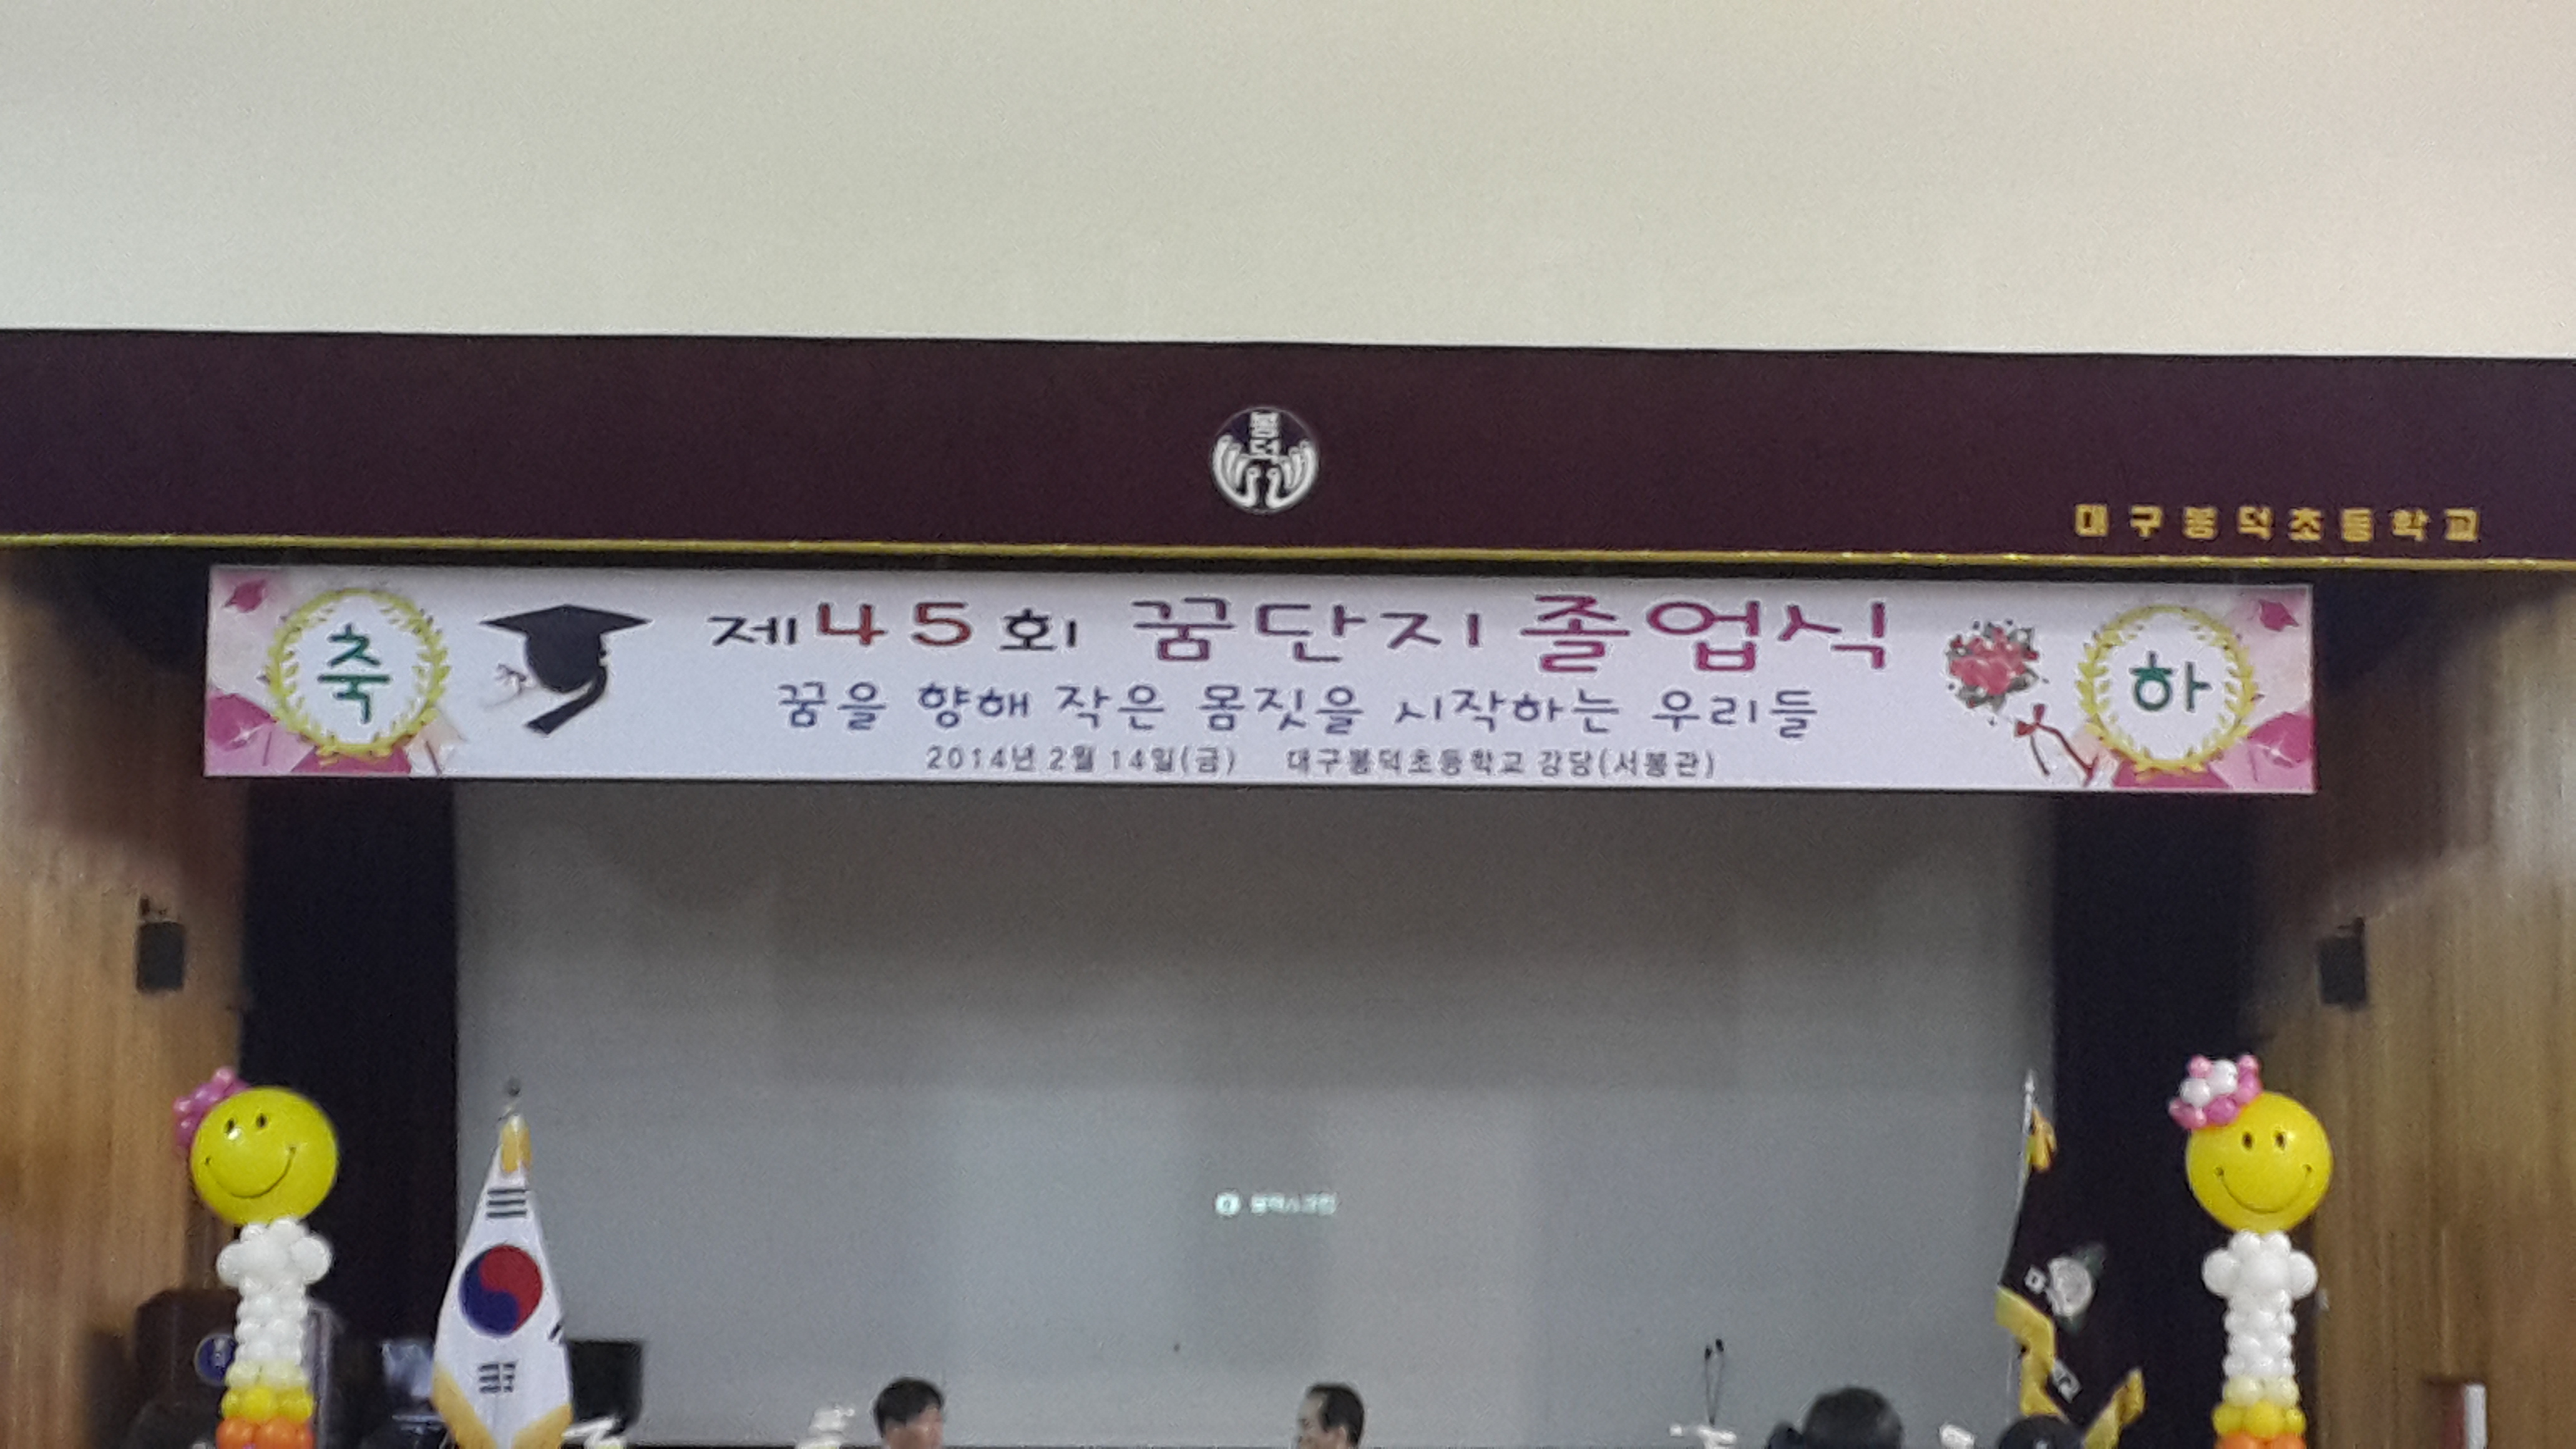 봉덕
대구봉덕초등학교
축
제45회 꿈단지 졸업식
하
꿈을 향해 작은 몸짓을 시작하는 우리들
2014년 2월 14일(금) 대구봉덕초등학교 강당(서봉관)